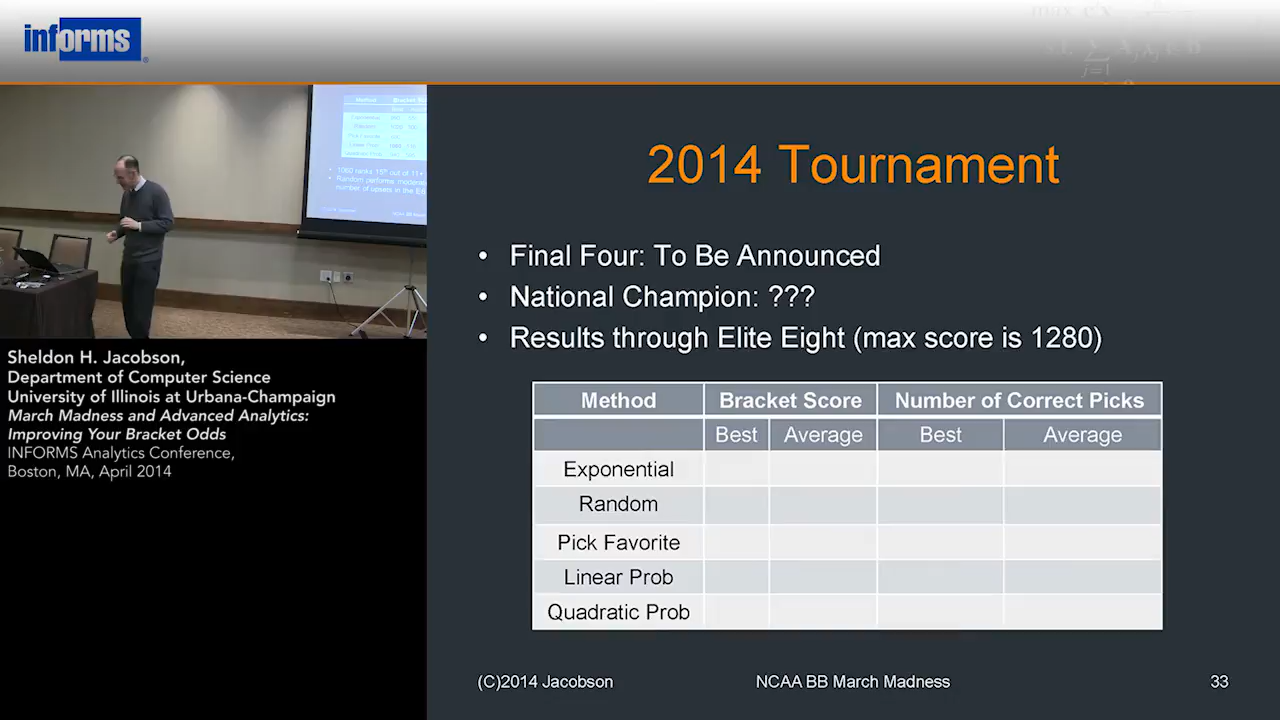 informs
2014 Tournament
• Final Four: To Be Announced
• National Champion: ???
• Results through Elite Eight (max score is 1280)
Method Bracket Score Number of Correct Picks
Best Average Best Average
Exponential
Random
Pick Favorite
Linear Prob
Quadratic Prob
(C)2014 Jacobson NCAA BB March Madness 33
Sheldon H. Jacobson,
Department of Computer Science
University of Illinois at Urbana-Champaign
March Madness and Advanced Analytics:
Improving Your Bracket Odds
INFORMS Analytics Conference,
Boston, MA, April 2014